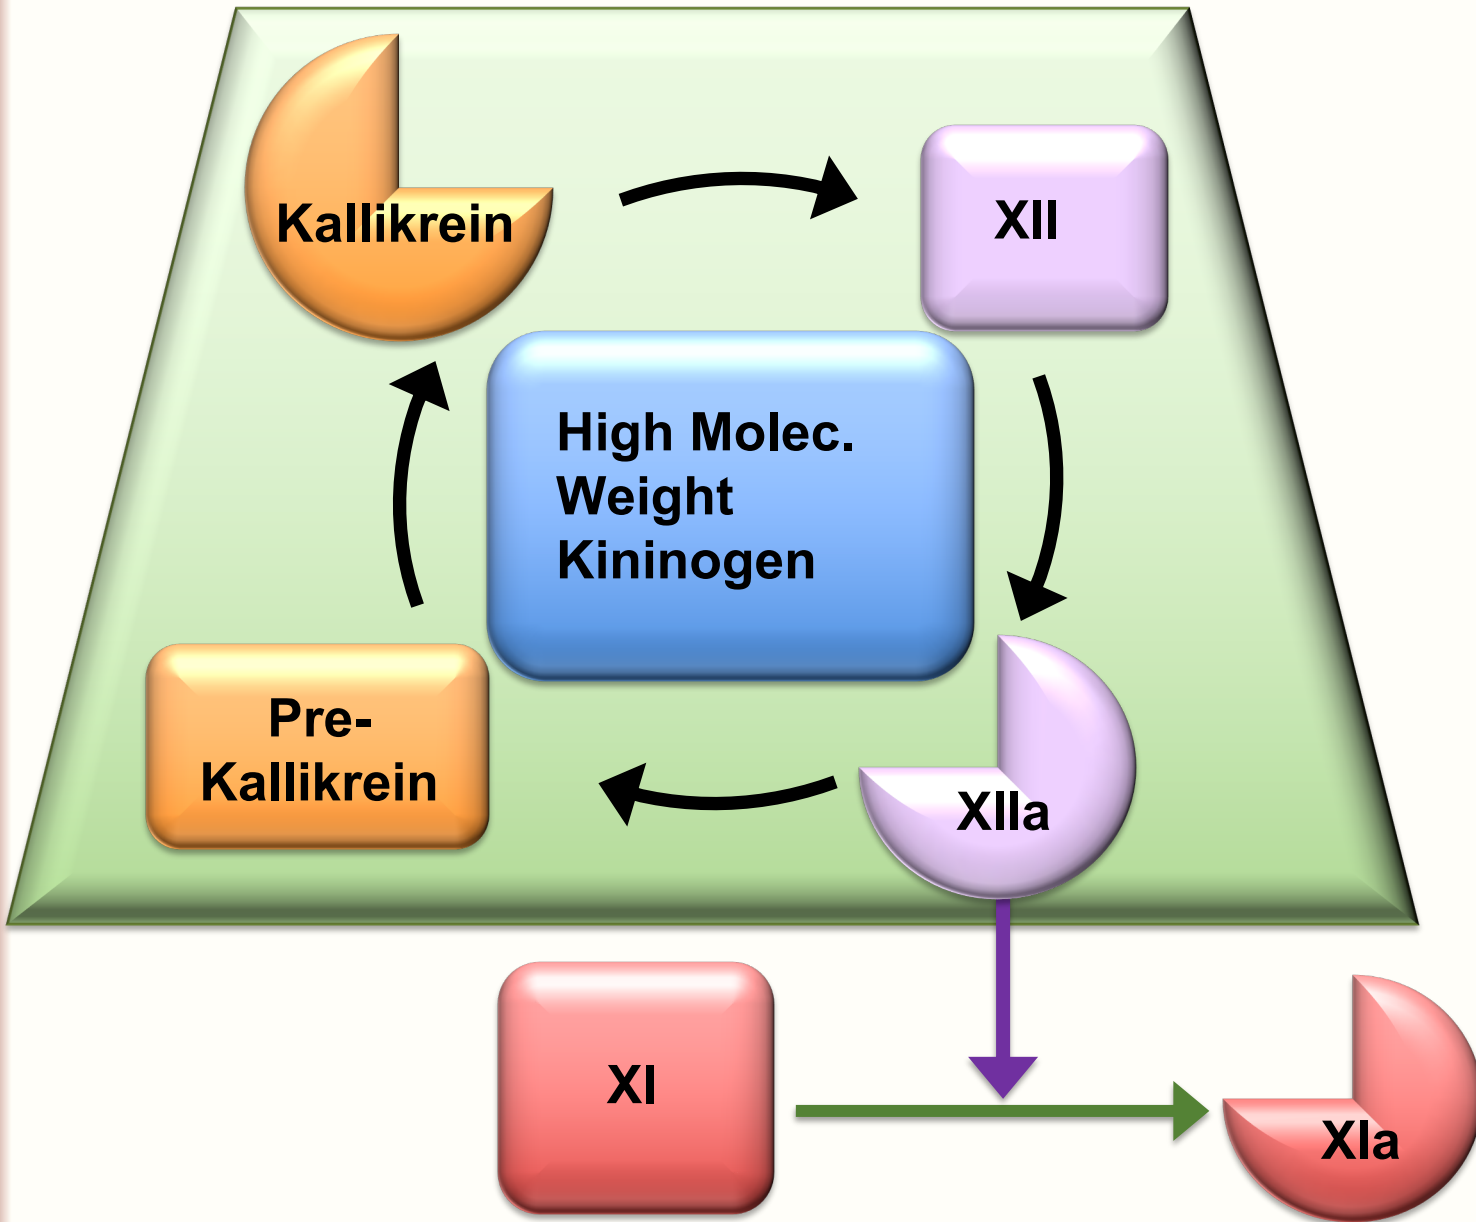 Kallikrein
XII
High Molec.
Weight
Kininogen
Pre-
Kallikrein
XIIa
XI
XIa